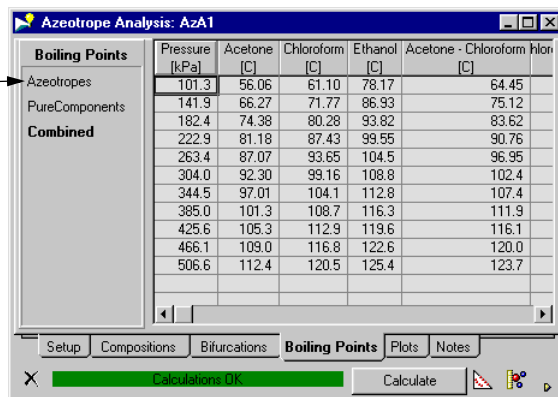 Azeotrope Analysis: AzA1
Boiling Points
Azeotropes
PureComponents
Combined
Pressure Acetone Chloroform Ethanol Acetone - Chloroform
[kPa] [C] [C] [C] [C]
101.3 56.06 61.10 78.17 64.45
141.9 66.27 71.77 86.93 75.12
182.4 74.38 80.28 93.82 83.62
222.9 81.18 87.43 99.55 90.76
263.4 87.07 93.65 104.5 96.95
304.0 92.30 99.16 108.8 102.4
344.5 97.01 104.1 112.8 107.4
385.0 101.3 108.7 116.3 111.9
425.6 105.3 112.9 119.6 116.1
466.1 109.0 116.8 122.6 120.0
506.6 112.4 120.5 125.4 123.7
Setup Compositions Bifurcations Boiling Points Plots Notes
Calculations OK Calculate